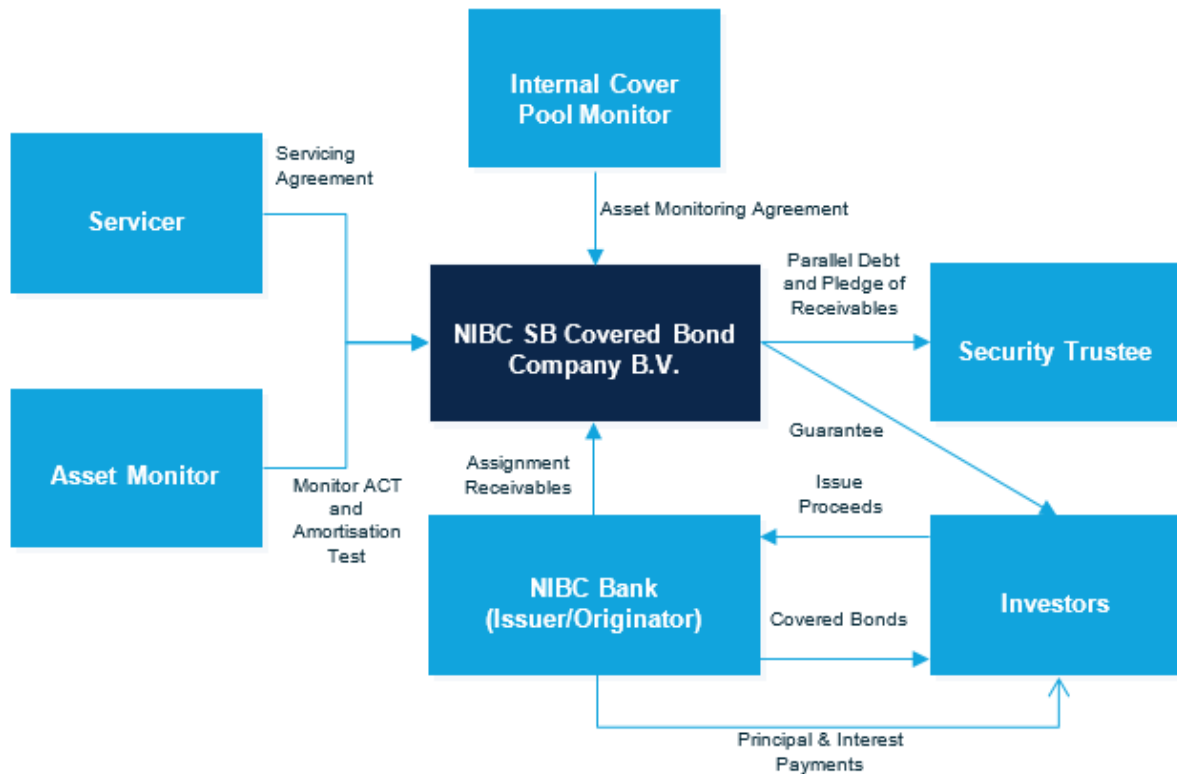 Internal Cover
Pool Monitor
Servicing
Agreement
Servicer
Asset Monitoring Agreement
Parallel Debt
and Pledge of
Receivables
NIBC SB Covered Bond
Company B.V.
Security Trustee
Guarantee
Asset Monitor
Monitor ACT
and
Amortisation
Test
Assignment
Receivables
Issue
Proceeds
NIBC Bank
(Issuer/Originator)
Covered Bonds
Investors
Principal & Interest
Payments